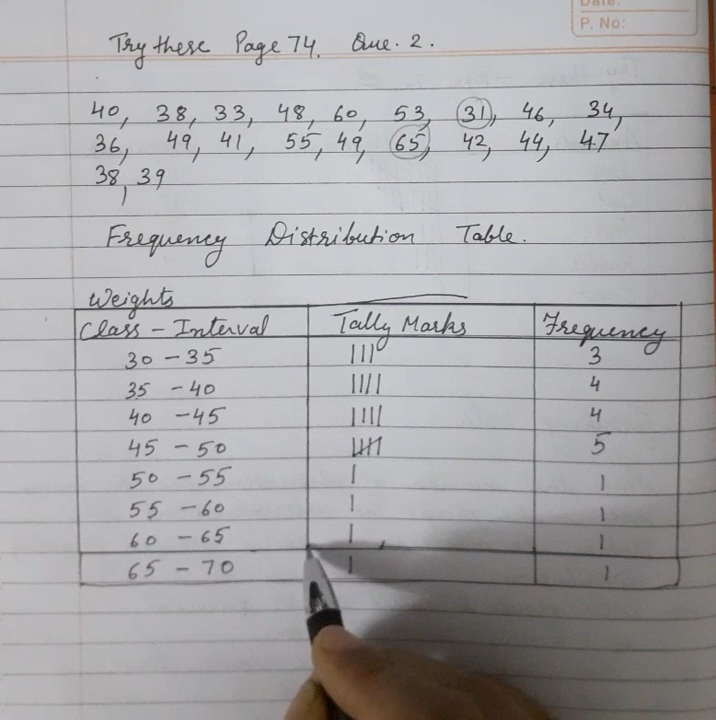 Date:
P. No:
Try these Page 74. Que. 2.
40, 38, 33, 48, 60, 53, 31, 46, 34,
36, 49, 41, 55, 49, 65, 42, 44, 47
38, 39
Frequency Distribution Table.
Weights
Class - Interval Tally Marks Frequency
30 - 35 ||| 3
35 - 40 |||| 4
40 - 45 |||| 4
45 - 50 𝍸 5
50 - 55 | 1
55 - 60 | 1
60 - 65 | 1
65 - 70 | 1